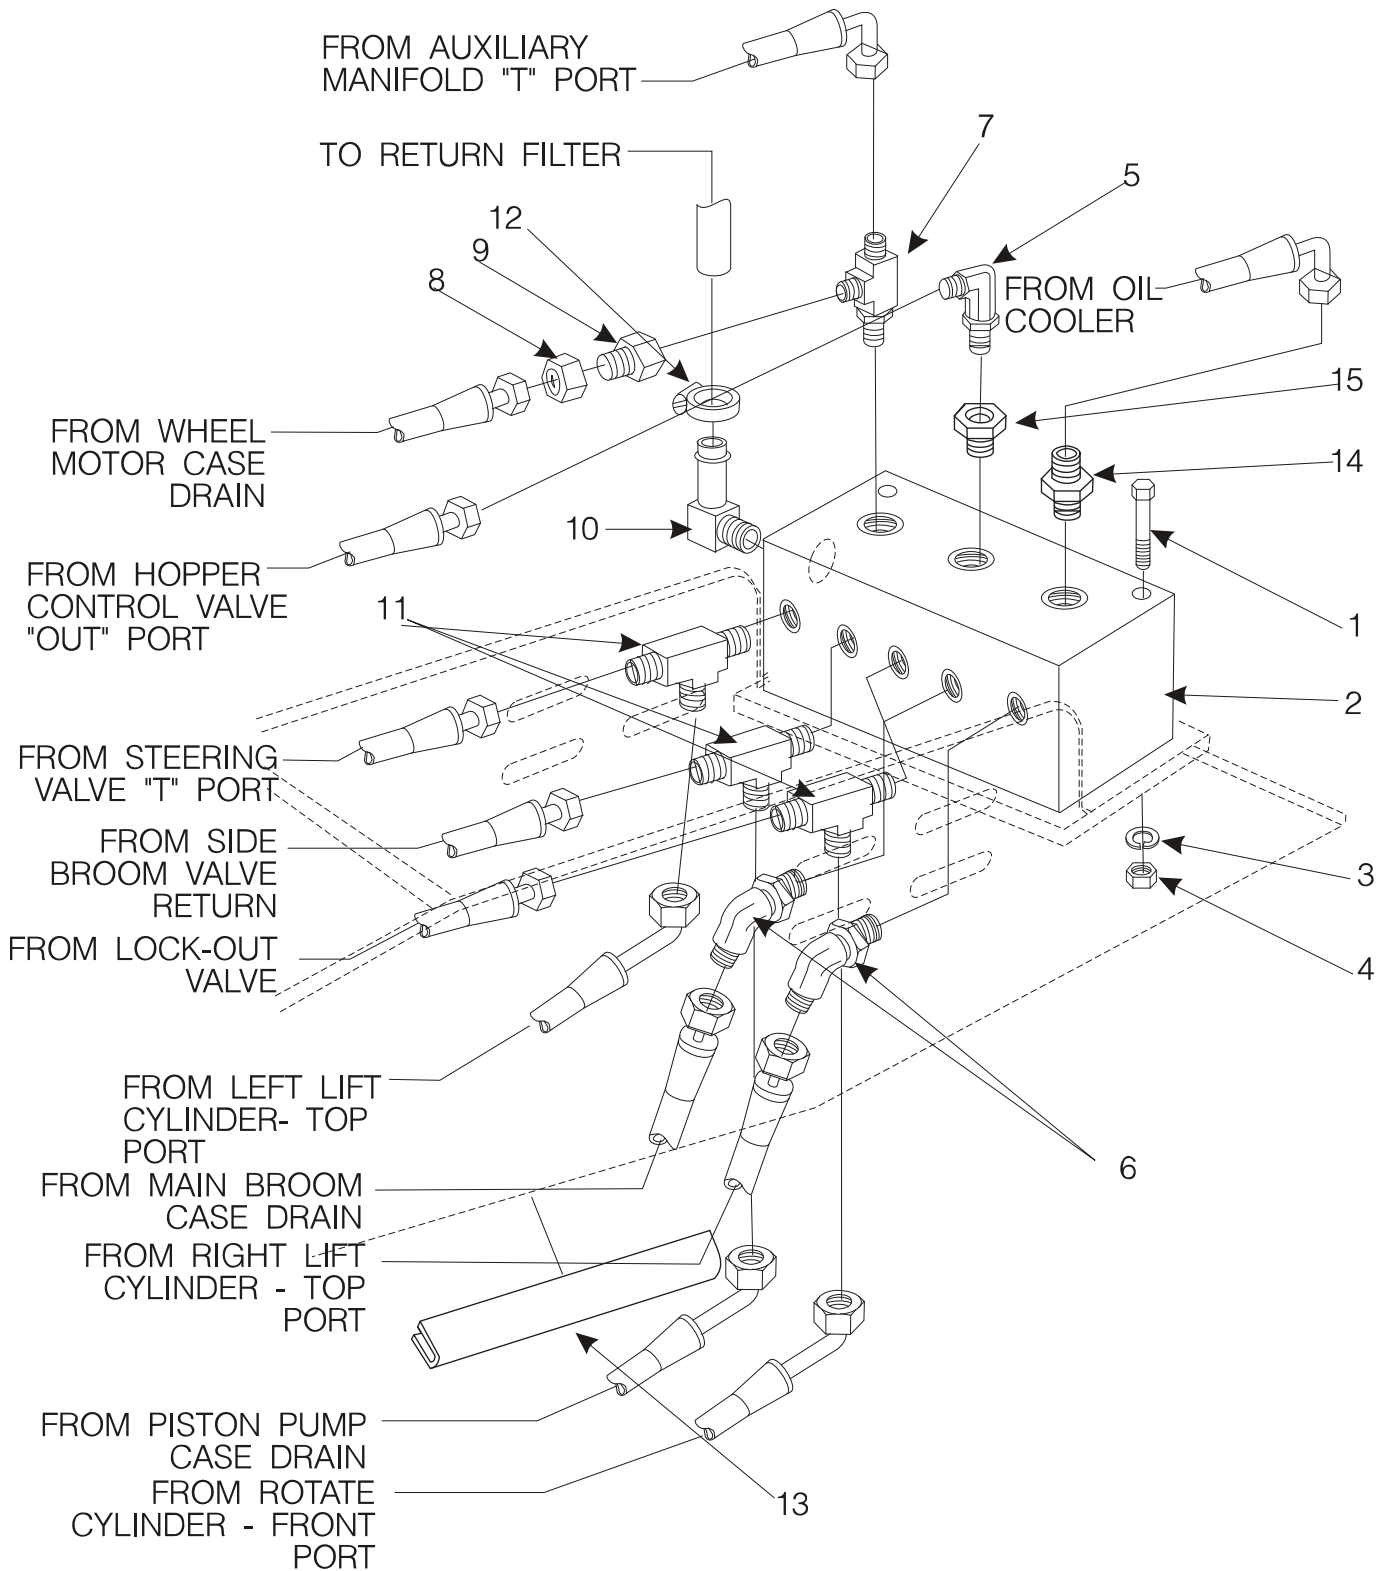 FROM AUXILIARY
MANIFOLD "T" PORT
7
TO RETURN FILTER
5
12
9
8
FROM OIL
COOLER
15
FROM WHEEL
MOTOR CASE
DRAIN
14
10
FROM HOPPER
CONTROL VALVE
"OUT" PORT
11
1
2
FROM STEERING
VALVE "T" PORT
FROM SIDE
BROOM VALVE
RETURN
3
FROM LOCK-OUT
VALVE
4
FROM LEFT LIFT
CYLINDER- TOP
PORT
6
FROM MAIN BROOM
CASE DRAIN
FROM RIGHT LIFT
CYLINDER - TOP
PORT
FROM PISTON PUMP
CASE DRAIN
13
FROM ROTATE
CYLINDER - FRONT
PORT